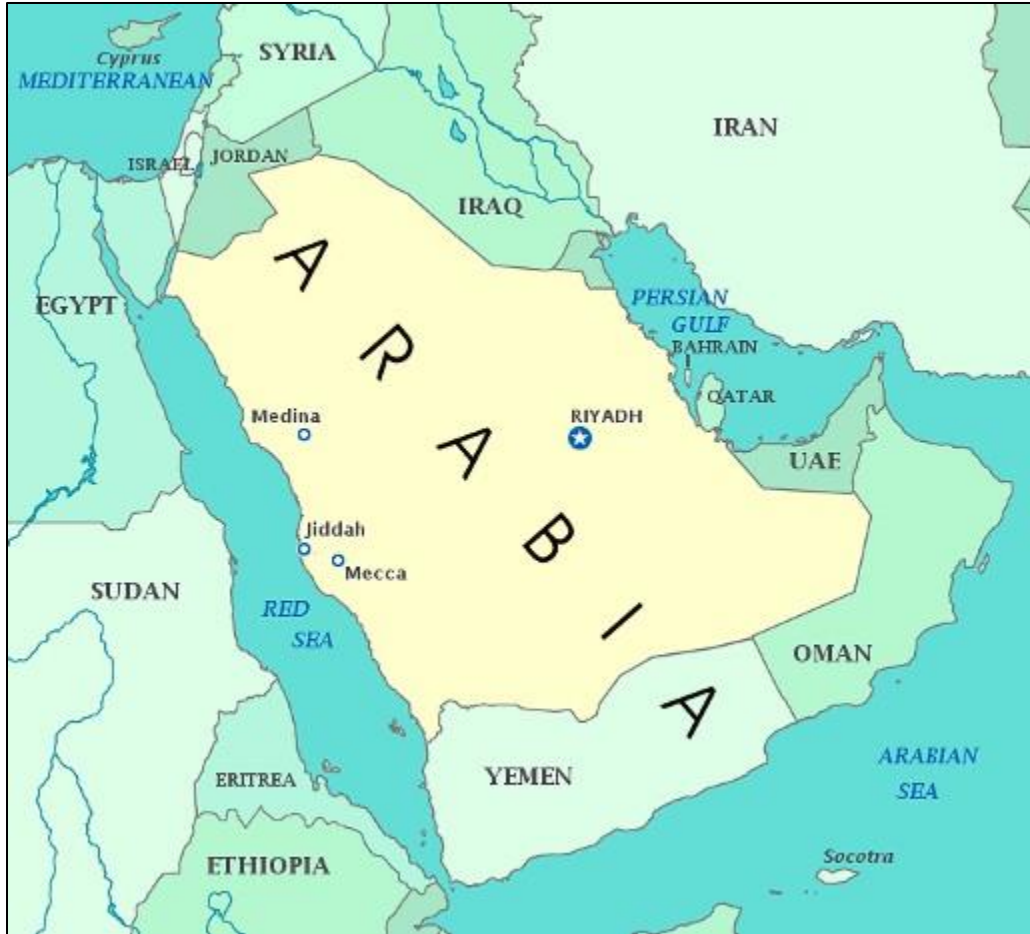 SYRIA
Cyprus
MEDITERRANEAN
IRAN
ISRAEL
JORDAN
IRAQ
EGYPT
PERSIAN
GULF
BAHRAIN
QATAR
Medina
RIYADH
UAE
Jiddah
Mecca
SUDAN
RED
SEA
OMAN
ARABIA
YEMEN
ERITREA
ARABIAN
SEA
ETHIOPIA
Socotra